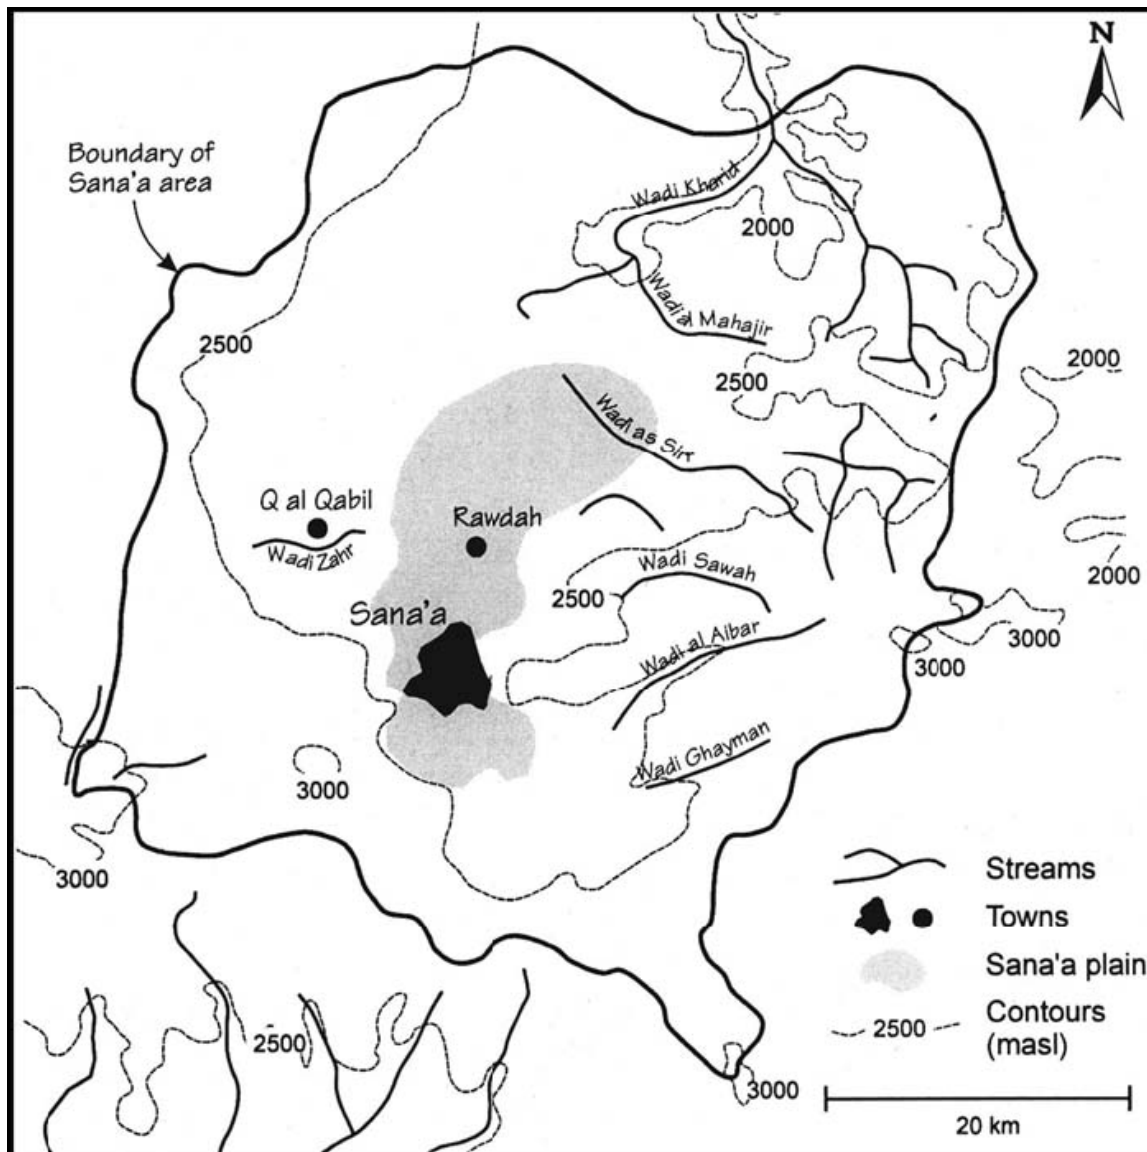 N
Boundary of
Sana'a area
Wadi Kharid
2000
Wadi al Mahajir
2500
2000
2500
Wadi as Sirr
Q al Qabil
Rawdah
Wadi Zahr
Wadi Sawah
2000
2500
Sana'a
3000
Wadi al Aibar
3000
Wadi Ghayman
3000
3000
Streams
Towns
Sana'a plain
2500
Contours
(masl)
2500
3000
20 km